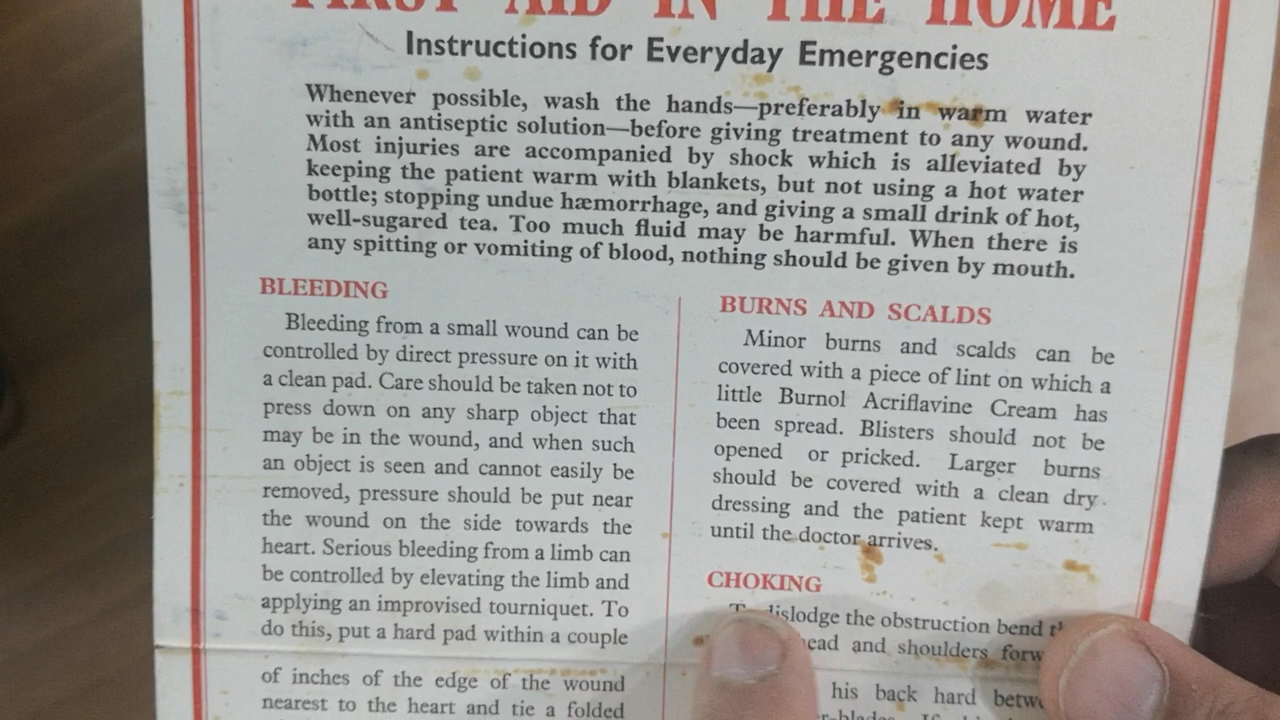 FIRST AID IN THE HOME
Instructions for Everyday Emergencies
Whenever possible, wash the hands—preferably in warm water
with an antiseptic solution—before giving treatment to any wound.
Most injuries are accompanied by shock which is alleviated by
keeping the patient warm with blankets, but not using a hot water
bottle; stopping undue hæmorrhage, and giving a small drink of hot,
well-sugared tea. Too much fluid may be harmful. When there is
any spitting or vomiting of blood, nothing should be given by mouth.
BLEEDING
Bleeding from a small wound can be
controlled by direct pressure on it with
a clean pad. Care should be taken not to
press down on any sharp object that
may be in the wound, and when such
an object is seen and cannot easily be
removed, pressure should be put near
the wound on the side towards the
heart. Serious bleeding from a limb can
be controlled by elevating the limb and
applying an improvised tourniquet. To
do this, put a hard pad within a couple
of inches of the edge of the wound
nearest to the heart and tie a folded
BURNS AND SCALDS
Minor burns and scalds can be
covered with a piece of lint on which a
little Burnol Acriflavine Cream has
been spread. Blisters should not be
opened or pricked. Larger burns
should be covered with a clean dry
dressing and the patient kept warm
until the doctor arrives.
CHOKING
dislodge the obstruction bend
and shoulders
his back hard